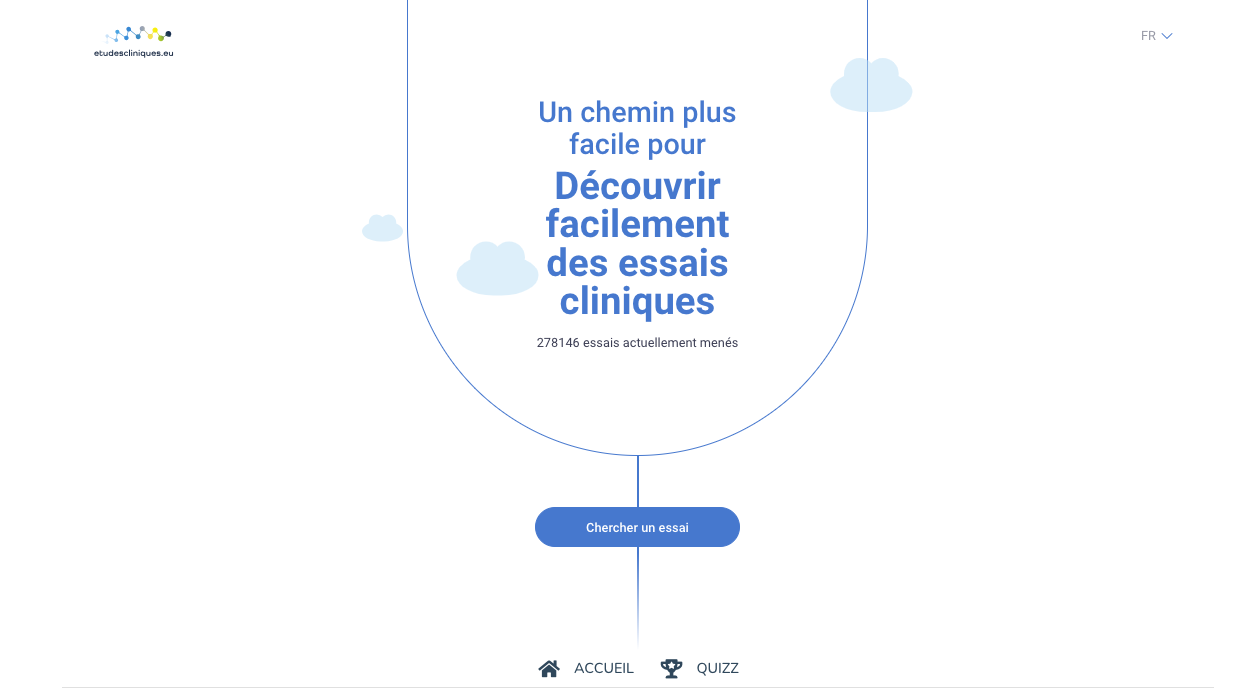 etudescliniques.eu
FR
Un chemin plus
facile pour
Découvrir
facilement
des essais
cliniques
278146 essais actuellement menés
Chercher un essai
ACCUEIL QUIZZ